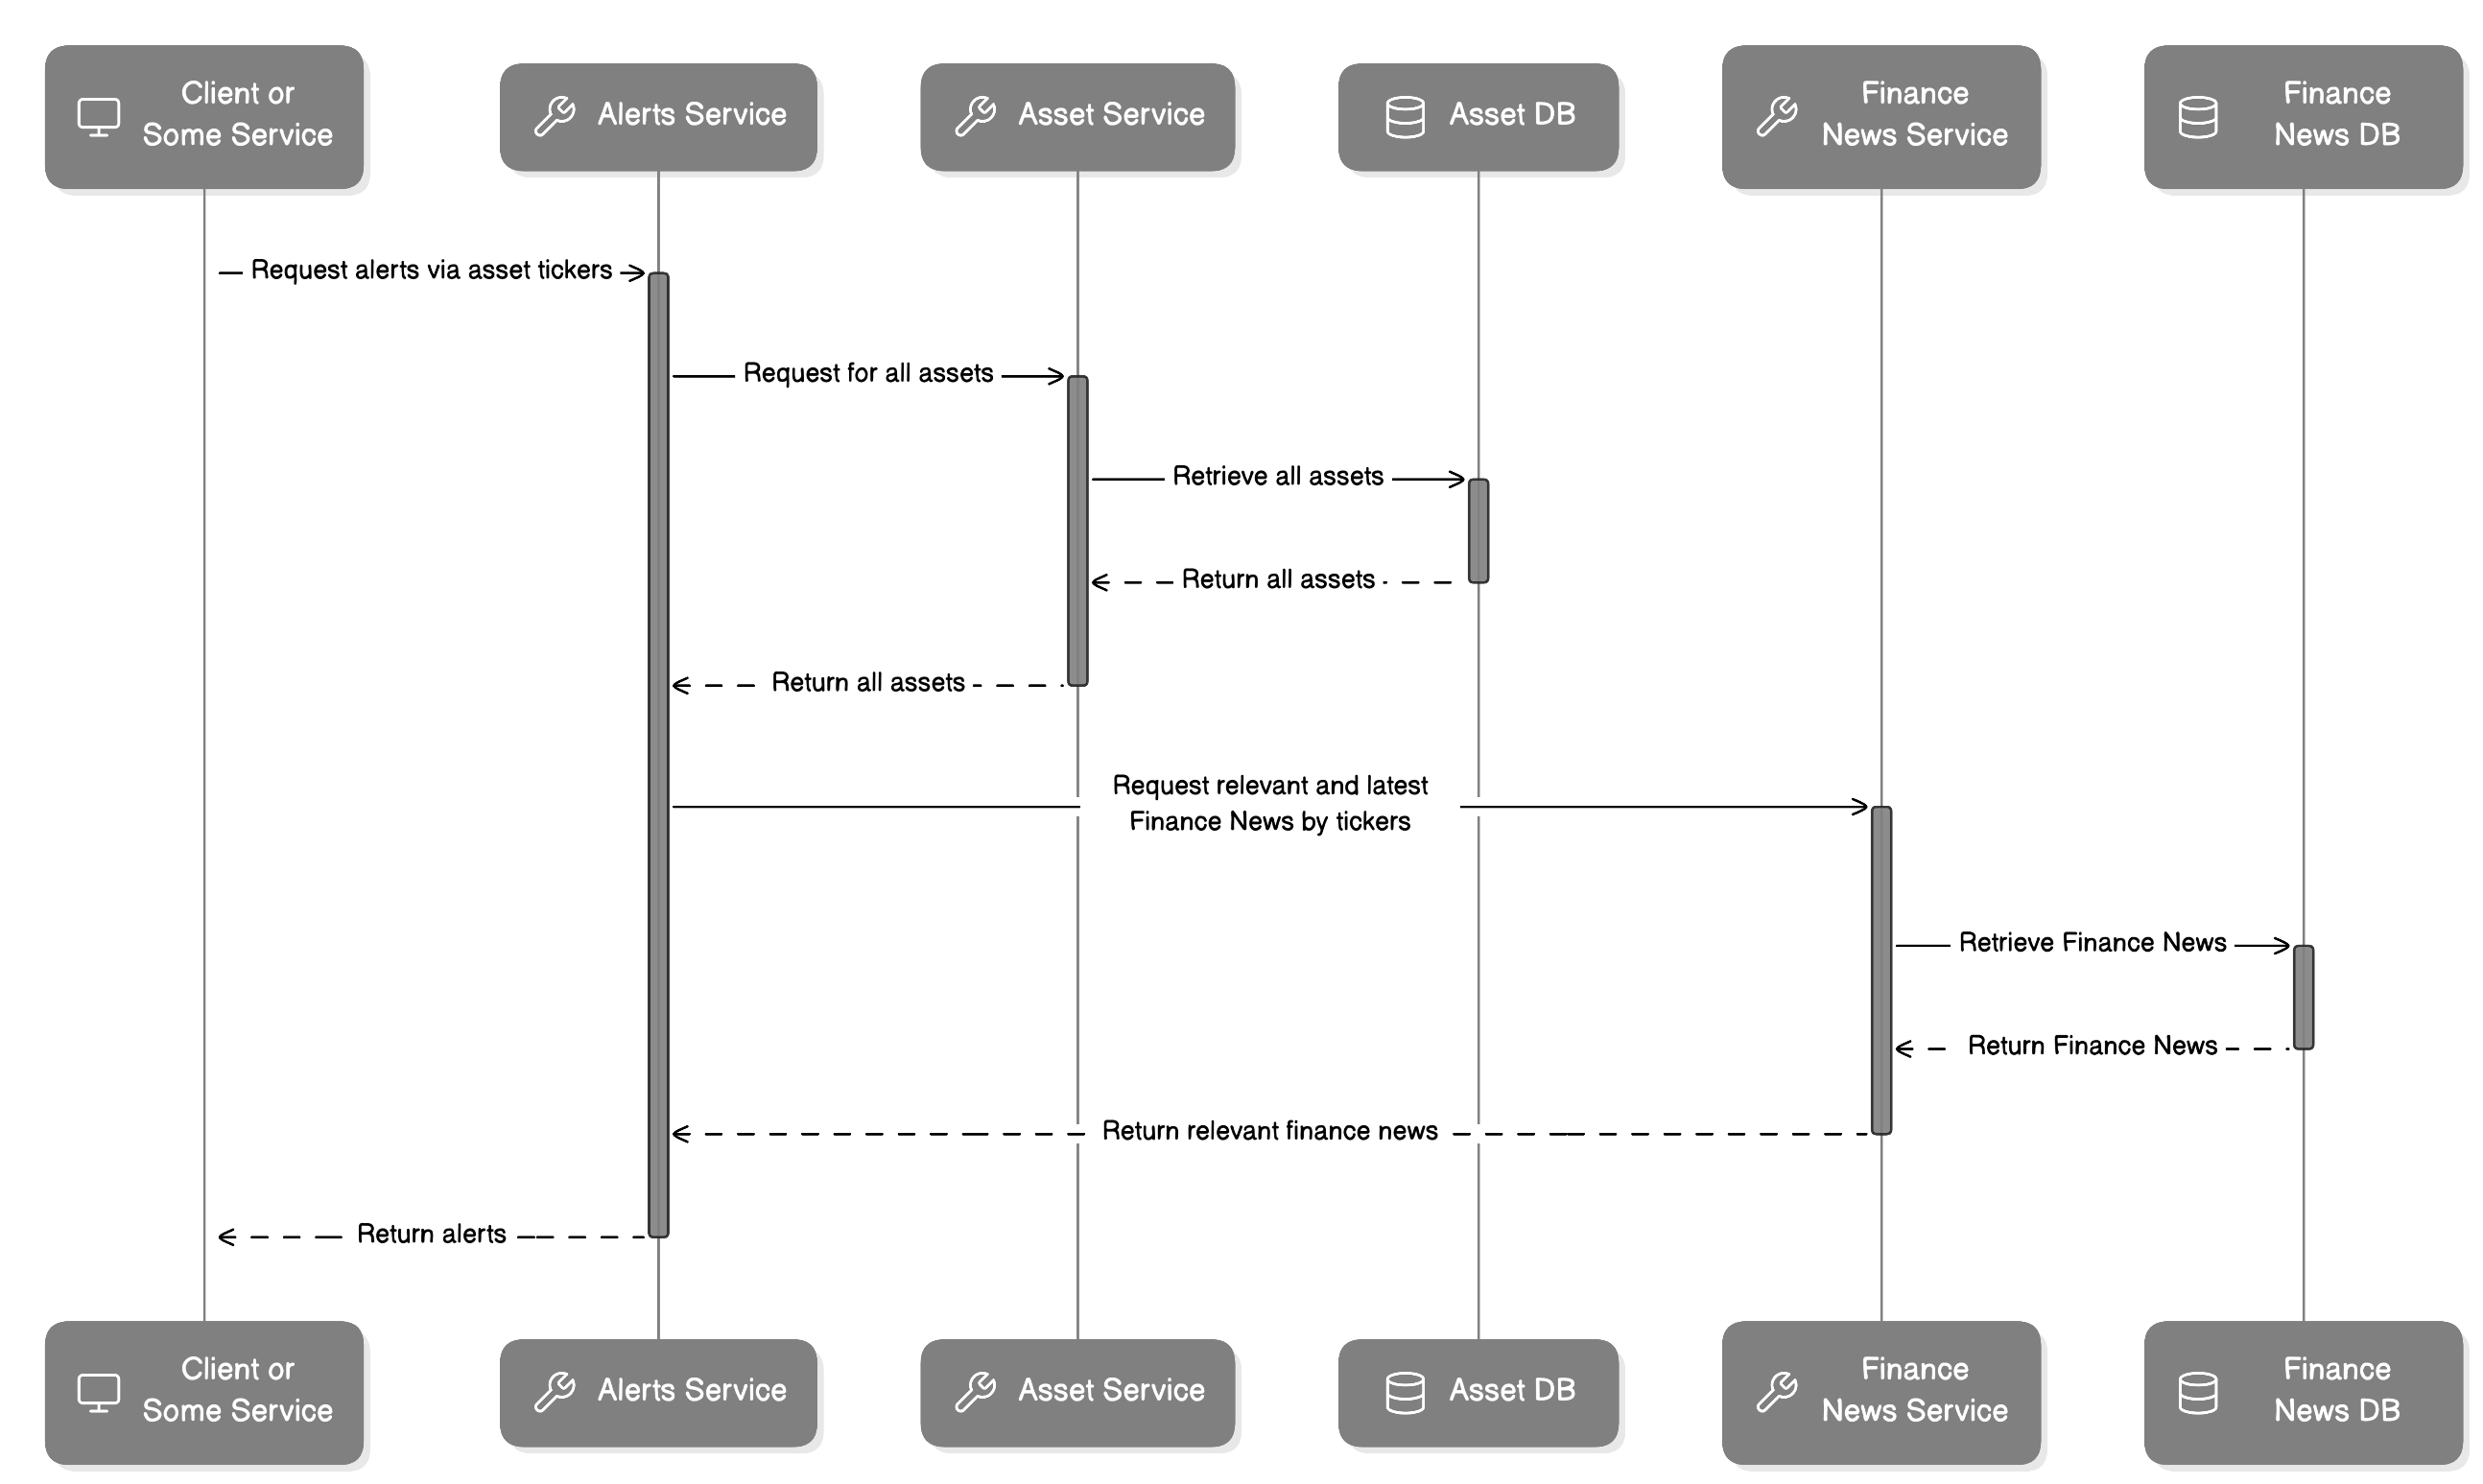 Client or
Some Service
Alerts Service
Asset Service
Asset DB
Finance
News Service
Finance
News DB
Request alerts via asset tickers
Request for all assets
Retrieve all assets
Return all assets
Return all assets
Request relevant and latest
Finance News by tickers
Retrieve Finance News
Return Finance News
Return relevant finance news
Return alerts
Client or
Some Service
Alerts Service
Asset Service
Asset DB
Finance
News Service
Finance
News DB